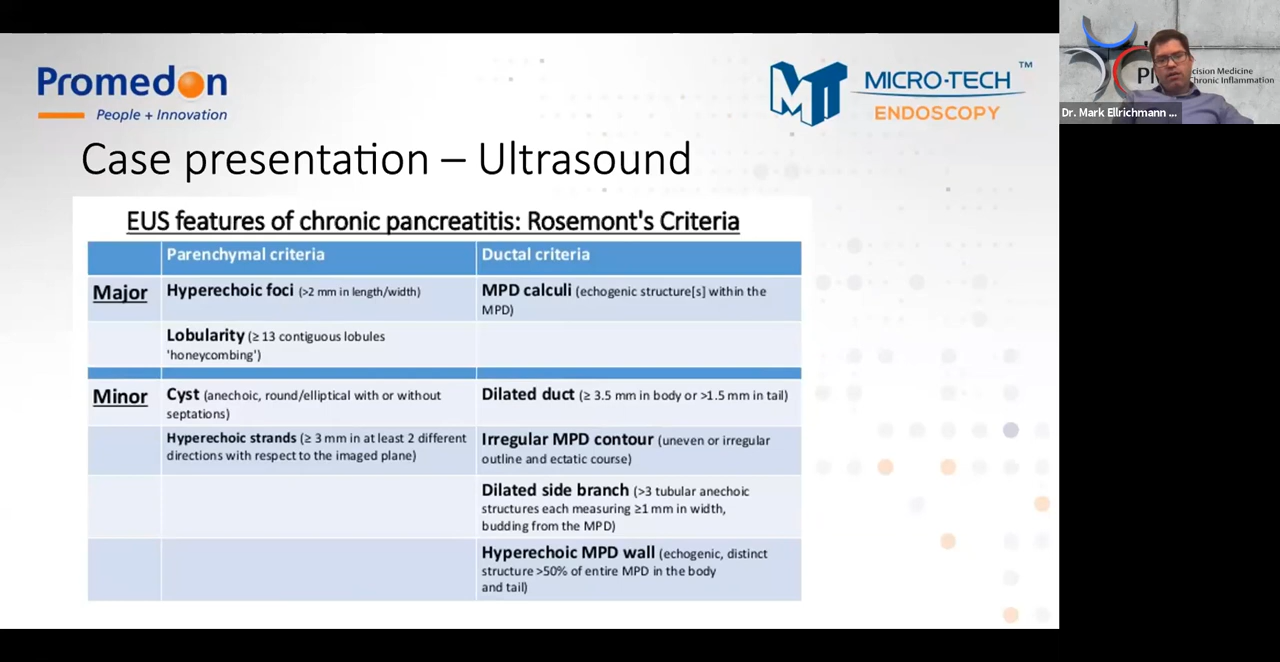 Promedon
People + Innovation
MT
MICRO-TECH™
ENDOSCOPY
Case presentation – Ultrasound
EUS features of chronic pancreatitis: Rosemont's Criteria
Parenchymal criteria
Ductal criteria
Major
Hyperechoic foci (>2 mm in length/width)
MPD calculi (echogenic structure[s] within the
MPD)
Lobularity (≥ 13 contiguous lobules
'honeycombing')
Minor
Cyst (anechoic, round/elliptical with or without
septations)
Dilated duct (≥ 3.5 mm in body or >1.5 mm in tail)
Hyperechoic strands (≥ 3 mm in at least 2 different
directions with respect to the imaged plane)
Irregular MPD contour (uneven or irregular
outline and ectatic course)
Dilated side branch (>3 tubular anechoic
structures each measuring ≥1 mm in width,
budding from the MPD)
Hyperechoic MPD wall (echogenic, distinct
structure >50% of entire MPD in the body
and tail)
cision Medicine
Chronic Inflammation
Dr. Mark Ellrichmann ...